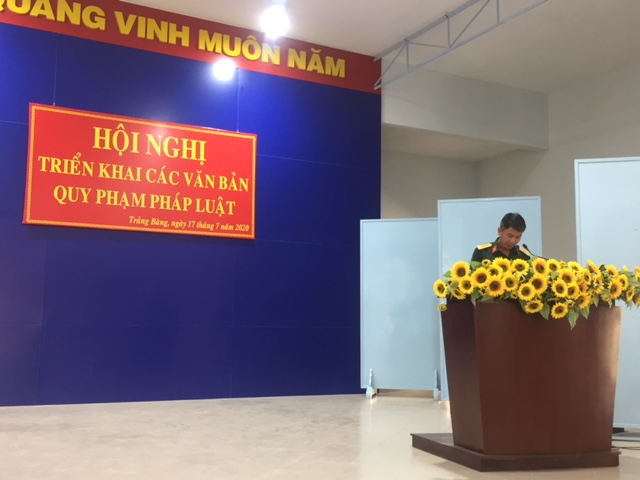 QUANG VINH MUÔN NĂM
HỘI NGHỊ
TRIỂN KHAI CÁC VĂN BẢN
QUY PHẠM PHÁP LUẬT
Trảng Bàng, ngày 17 tháng 7 năm 2020